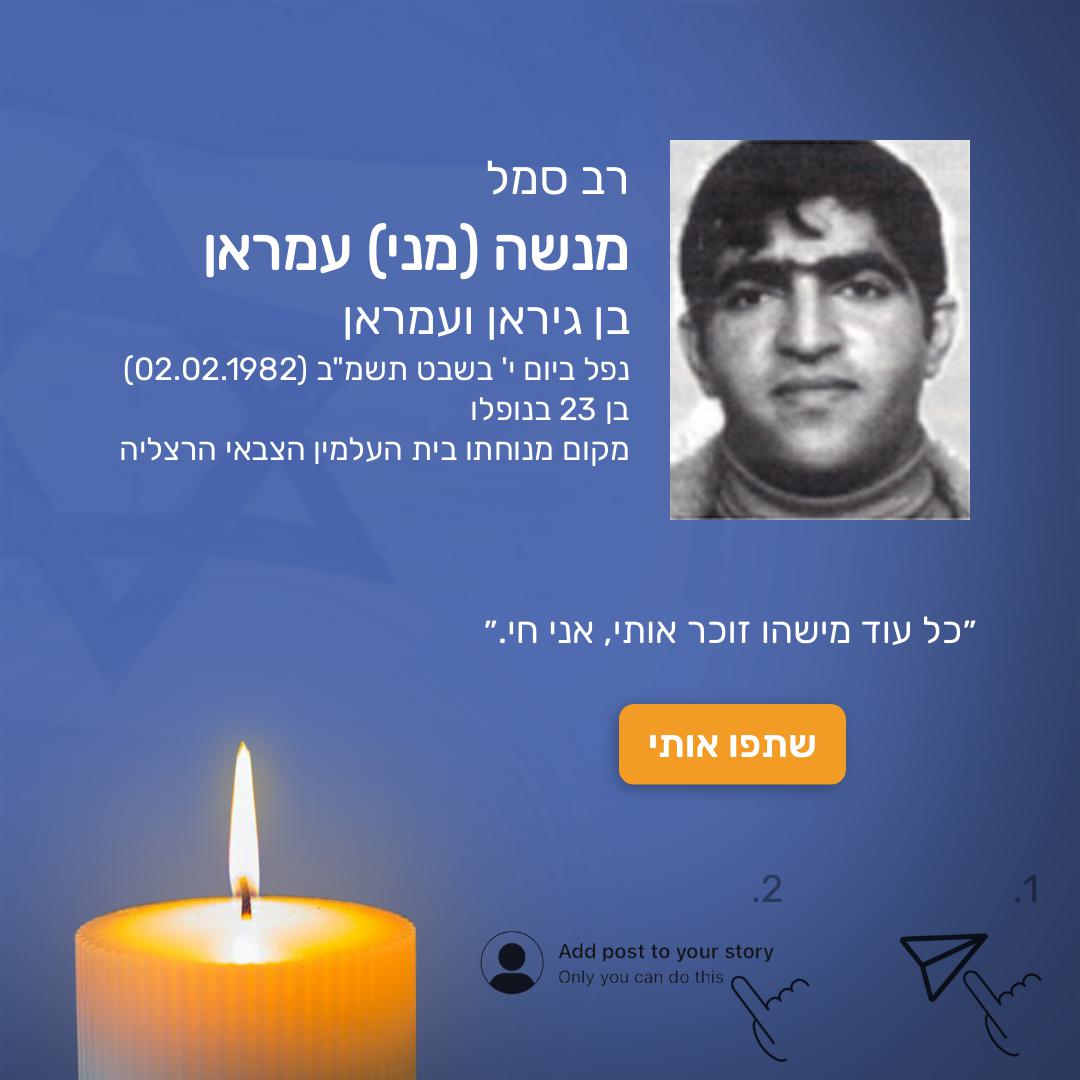 רב סמל
מנשה (מני) עמראן
בן גיראן ועמראן
נפל ביום י' בשבט תשמ"ב (02.02.1982)
בן 23 בנופלו
מקום מנוחתו בית העלמין הצבאי הרצליה
״כל עוד מישהו זוכר אותי, אני חי.״
שתפו אותי
.1
.2
Add post to your story
Only you can do this